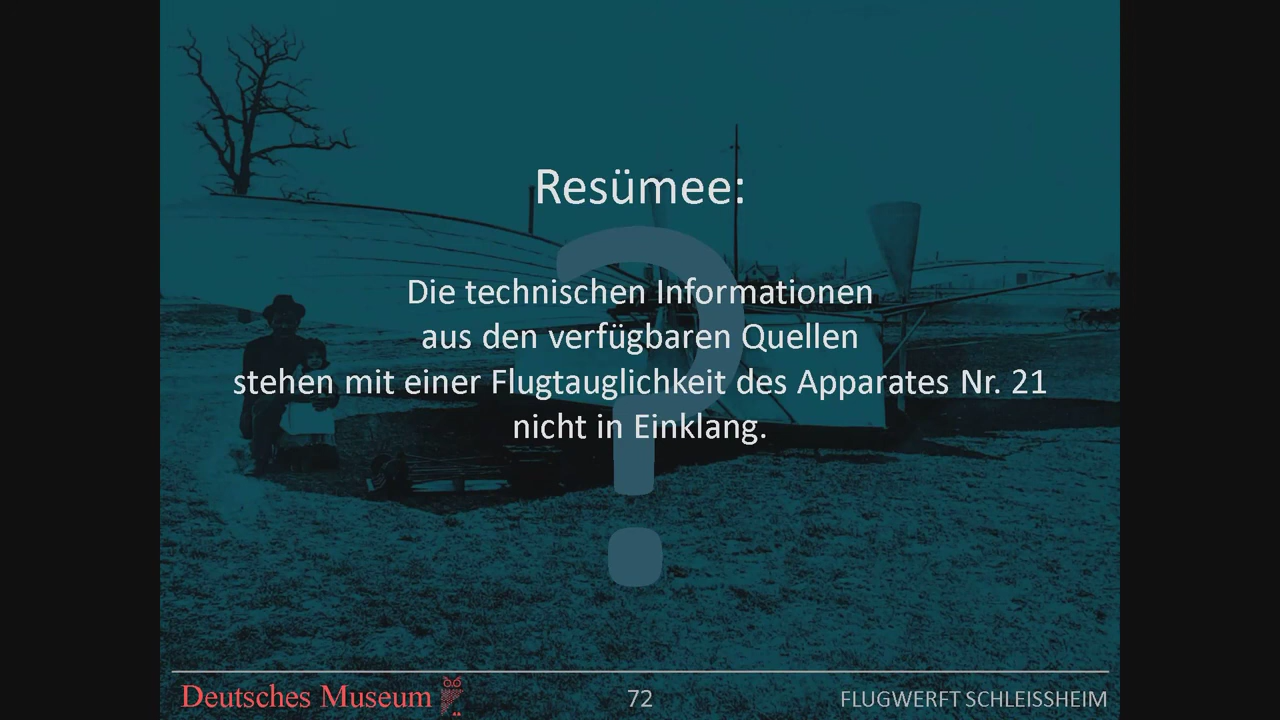 Resümee:
Die technischen Informationen
aus den verfügbaren Quellen
stehen mit einer Flugtauglichkeit des Apparates Nr. 21
nicht in Einklang.
?
Deutsches Museum
72
FLUGWERFT SCHLEISSHEIM